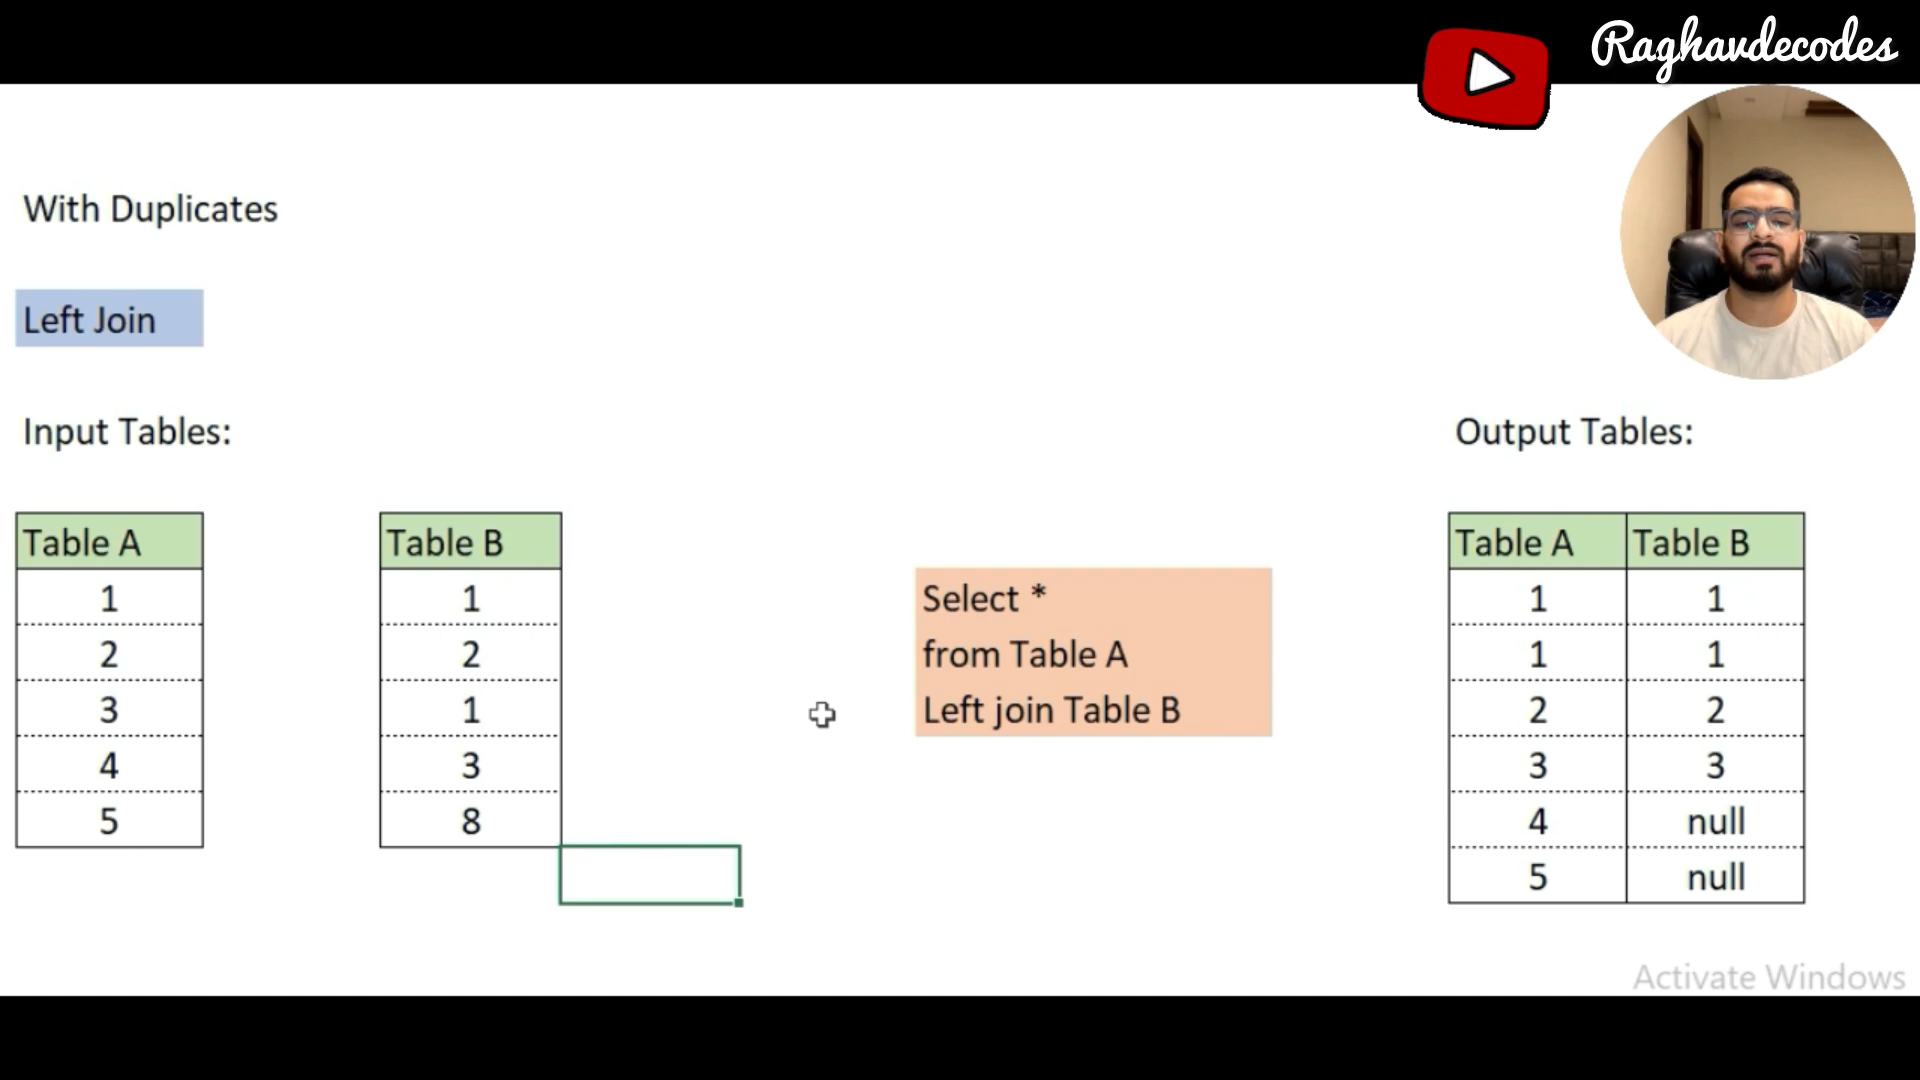 Raghavdecodes
With Duplicates
Left Join
Input Tables:
Output Tables:
Table A
1
2
3
4
5
Table B
1
2
1
3
8
Select *
from Table A
Left join Table B
Table A Table B
1 1
1 1
2 2
3 3
4 null
5 null
Activate Windows